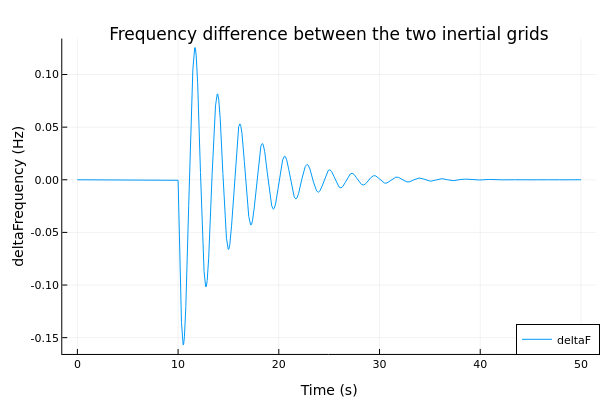 Frequency difference between the two inertial grids
deltaFrequency (Hz)
0.10
0.05
0.00
-0.05
-0.10
-0.15
0 10 20 30 40 50
Time (s)
deltaF